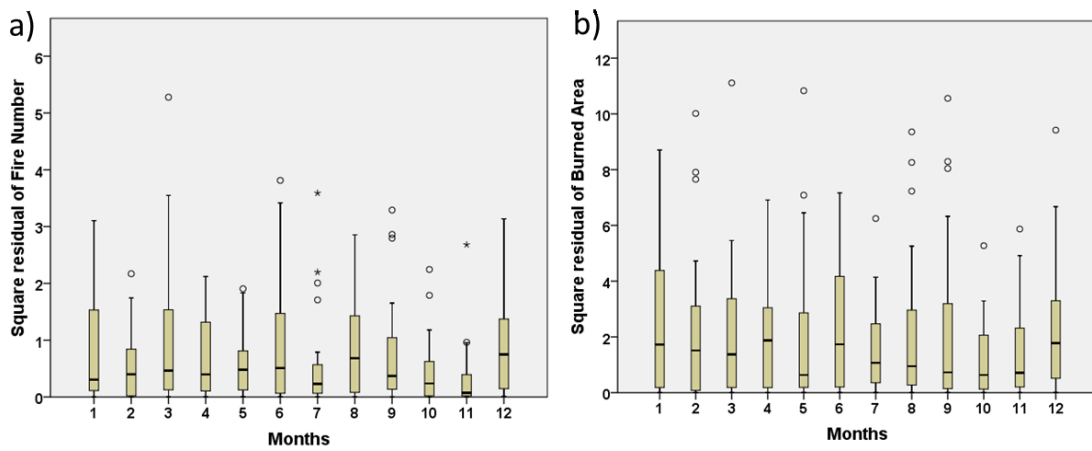 a)
Square residual of Fire Number
6
5
4
3
2
1
0
1 2 3 4 5 6 7 8 9 10 11 12
Months
b)
Square residual of Burned Area
12
10
8
6
4
2
0
1 2 3 4 5 6 7 8 9 10 11 12
Months